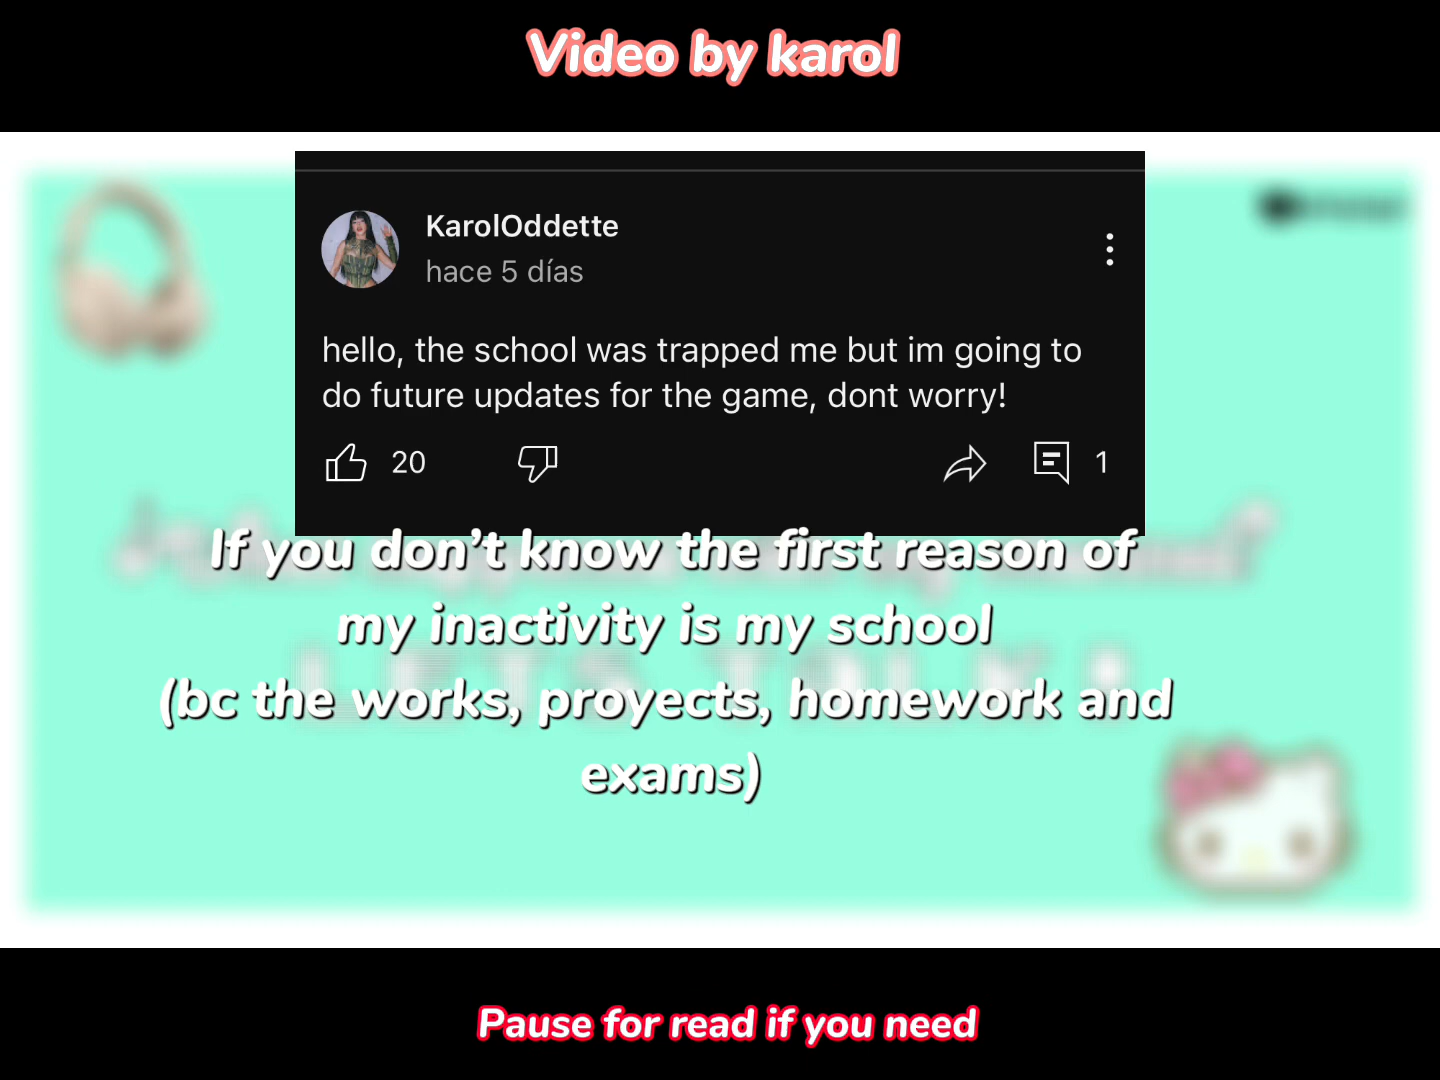 Video by karol
KarolOddette
hace 5 días
hello, the school was trapped me but im going to
do future updates for the game, dont worry!
20
1
If you don’t know the first reason of
my inactivity is my school
(bc the works, proyects, homework and
exams)
Pause for read if you need